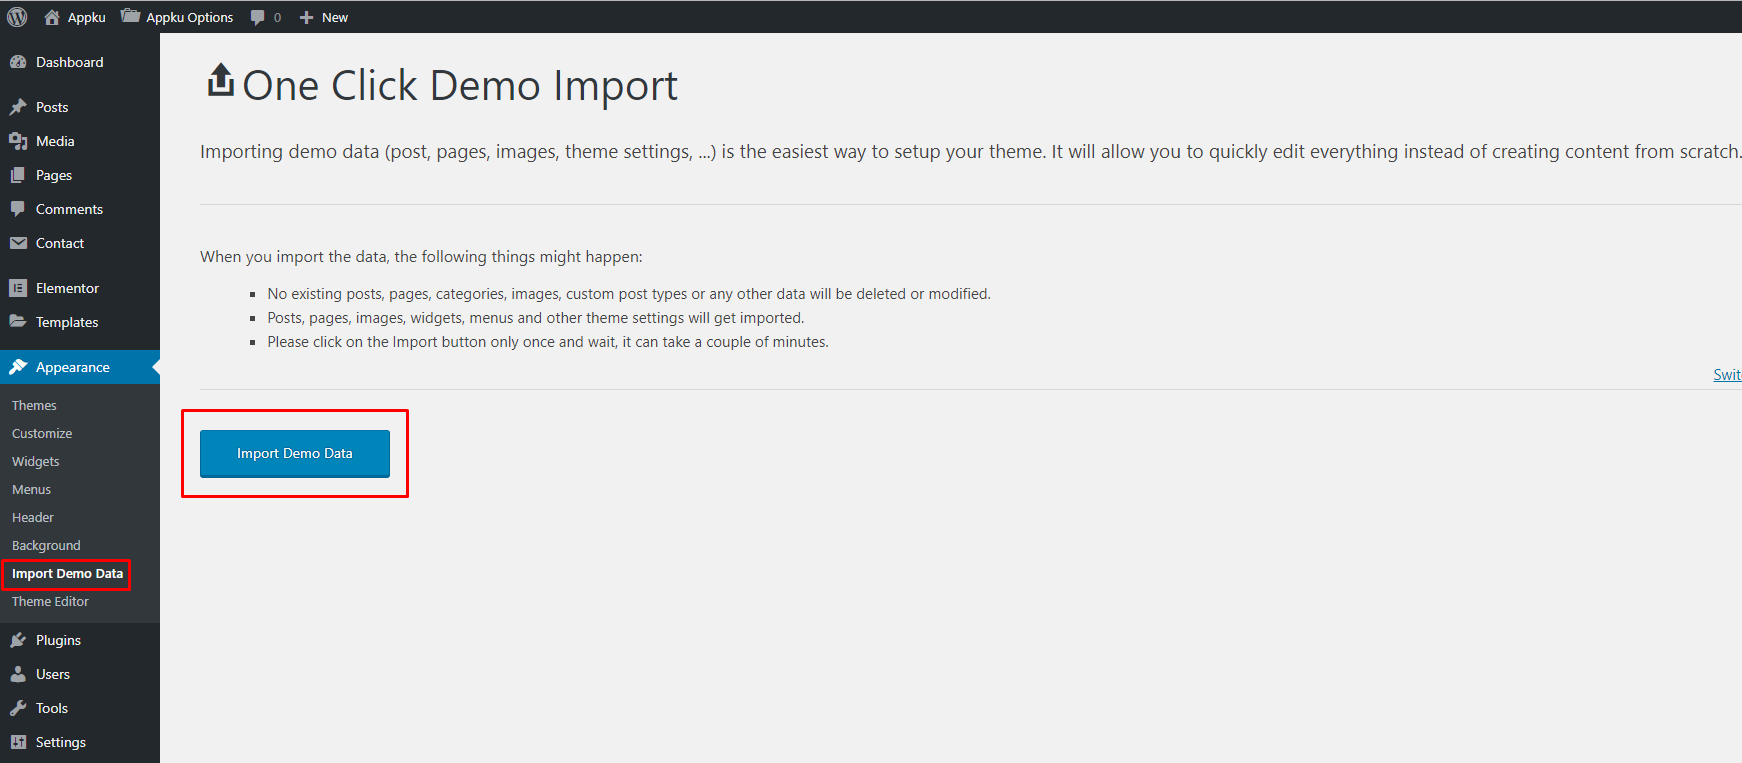 Appku
Appku Options
0
New
Dashboard
Posts
Media
Pages
Comments
Contact
Elementor
Templates
Appearance
Themes
Customize
Widgets
Menus
Header
Background
Import Demo Data
Theme Editor
Plugins
Users
Tools
Settings
One Click Demo Import
Importing demo data (post, pages, images, theme settings, ...) is the easiest way to setup your theme. It will allow you to quickly edit everything instead of creating content from scratch.
When you import the data, the following things might happen:
No existing posts, pages, categories, images, custom post types or any other data will be deleted or modified.
Posts, pages, images, widgets, menus and other theme settings will get imported.
Please click on the Import button only once and wait, it can take a couple of minutes.
Swit
Import Demo Data